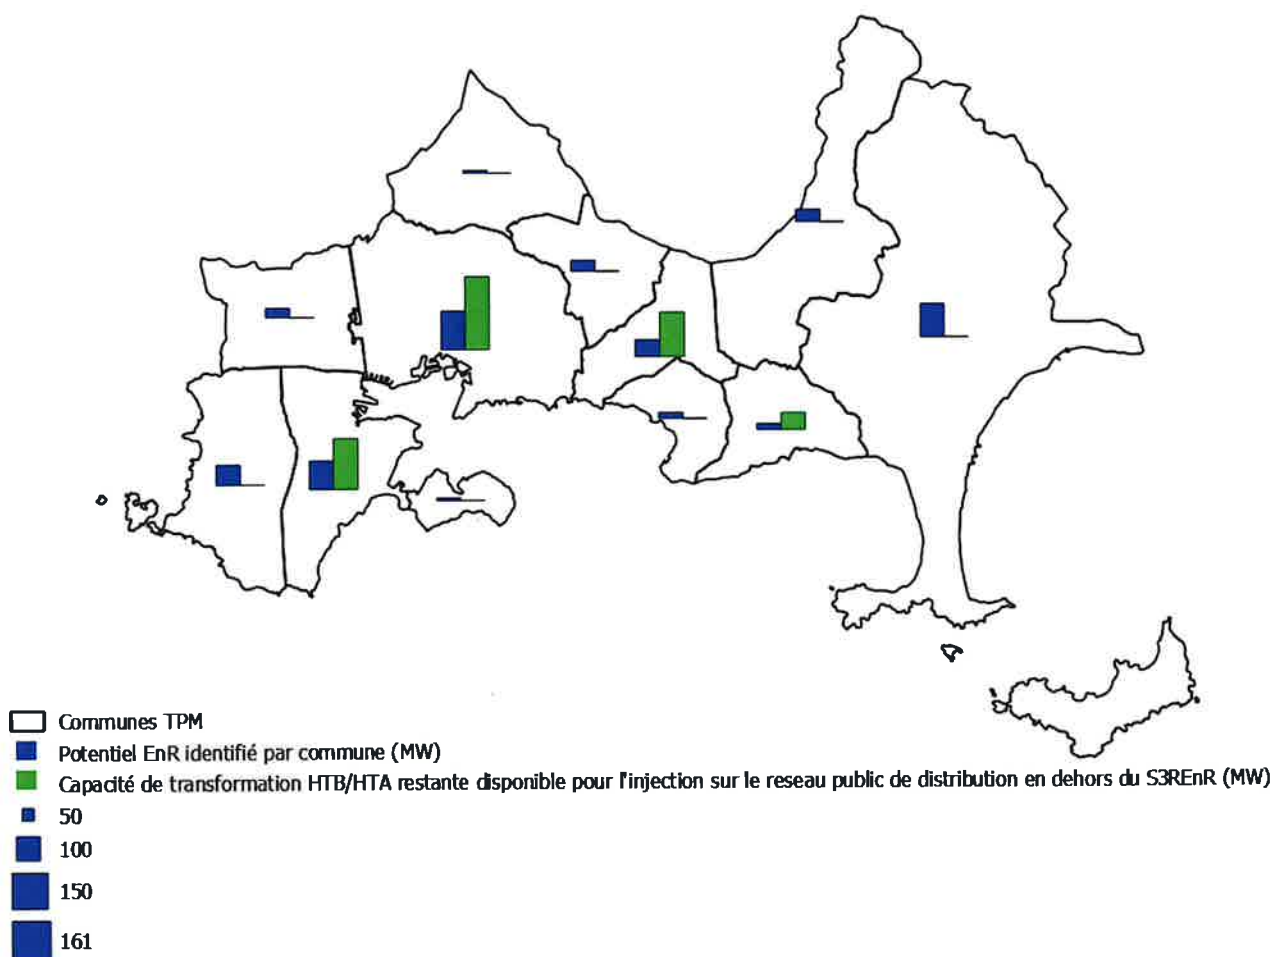 Communes TPM
Potentiel EnR identifié par commune (MW)
Capacité de transformation HTB/HTA restante disponible pour l'injection sur le reseau public de distribution en dehors du S3REnR (MW)
50
100
150
161